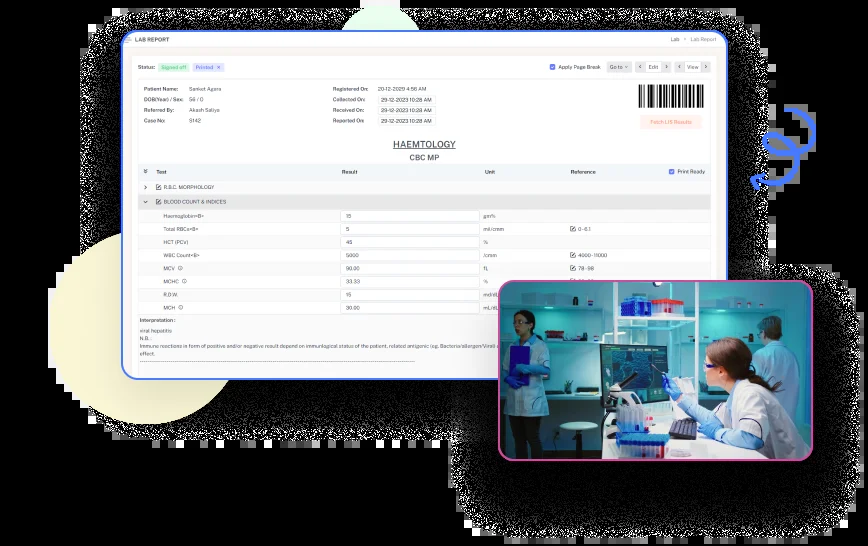 LAB REPORT
Lab > Lab Report
Status: Signed off Printed ×
Apply Page Break Go to < Edit > < View >
Patient Name: Sanket Agara
Registered On: 20-12-2029 4:56 AM
DOB(Year) / Sex: 56 / O
Collected On: 29-12-2023 10:28 AM
Referred By: Akash Saliya
Received On: 29-12-2023 10:28 AM
Case No: 5142
Reported On: 29-12-2023 10:28 AM
Fetch LIS Results
HAEMTOLOGY
CBC MP
Test Result Unit Reference Print Ready
R.B.C. MORPHOLOGY
BLOOD COUNT & INDICES
Haemoglobin<B> 15 gm%
Total RBCs<B> 5 mil/cmm 0-6.1
HCT (PCV) 45 %
WBC Count<B> 5000 /cmm 4000-11000
MCV 90.00 fL 78-98
MCHC 33.33 %
R.D.W. 15
MCH 30.00
Interpretation :
viral hepatitis
N.B. :
Immune reactions in form of positive and/or negative result depend on immunlogical status of the patient, related antigenic (eg. Bacteria/allergen/Viral)
effect.